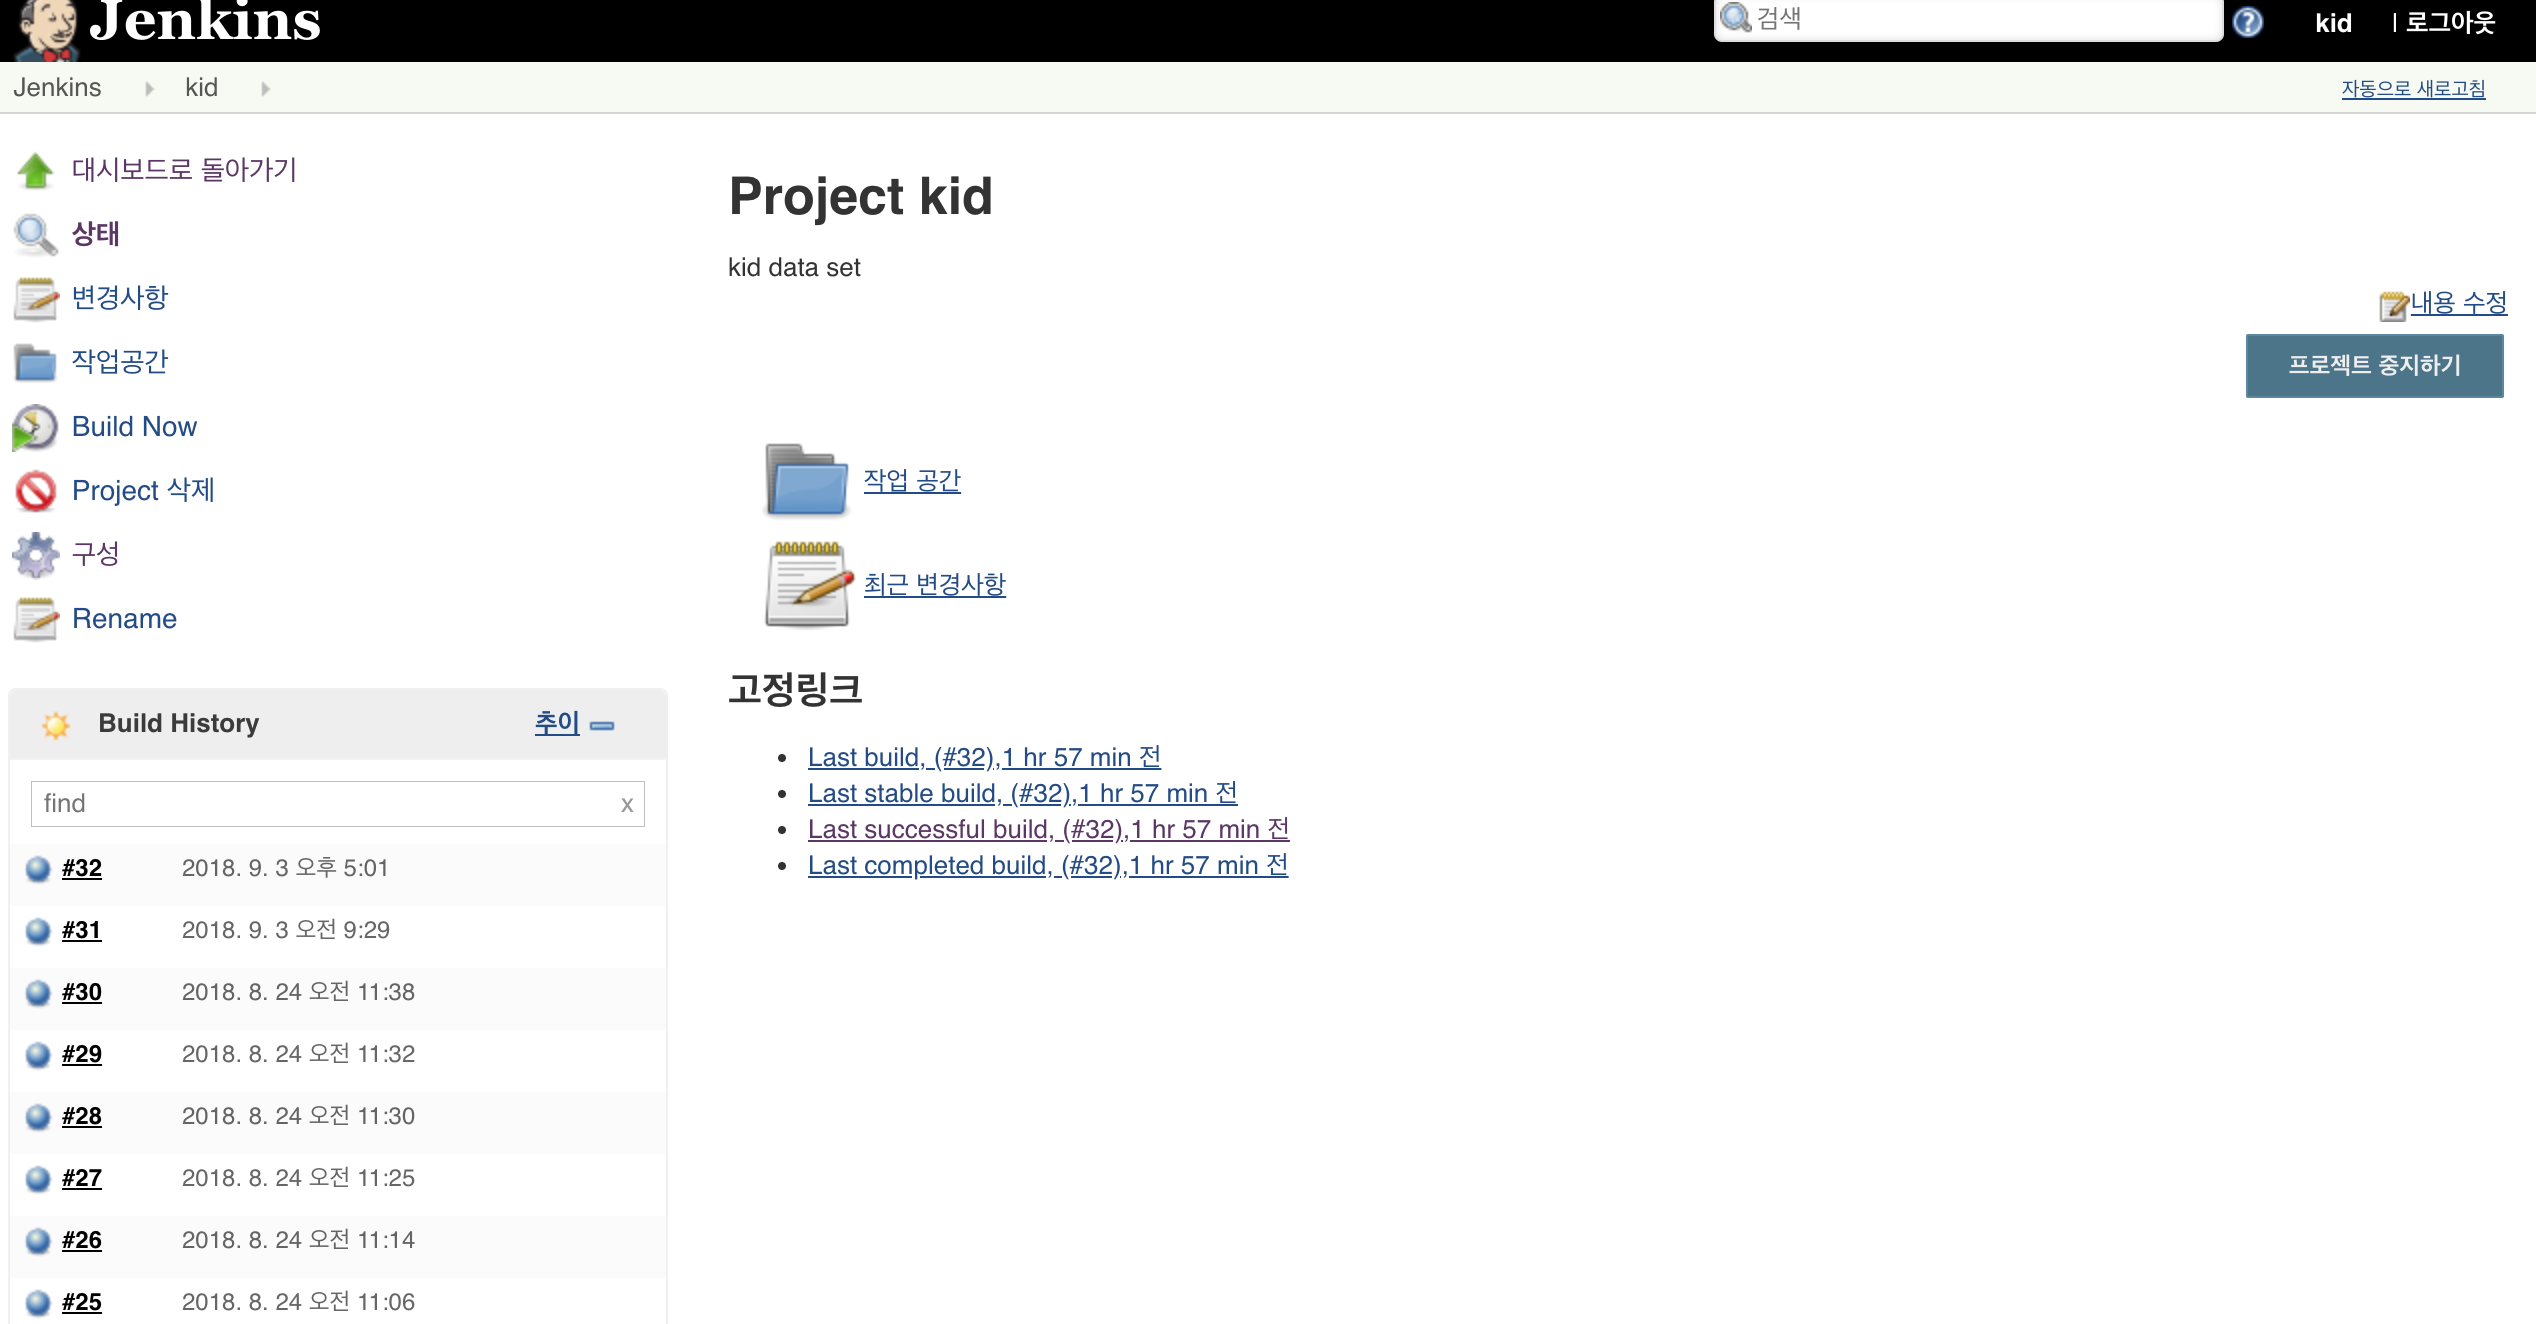 Jenkins
검색
kid
| 로그아웃
Jenkins
kid
자동으로 새로고침
대시보드로 돌아가기
상태
변경사항
작업공간
Build Now
Project 삭제
구성
Rename
Build History
추이
find
x
#32 2018. 9. 3 오후 5:01
#31 2018. 9. 3 오전 9:29
#30 2018. 8. 24 오전 11:38
#29 2018. 8. 24 오전 11:32
#28 2018. 8. 24 오전 11:30
#27 2018. 8. 24 오전 11:25
#26 2018. 8. 24 오전 11:14
#25 2018. 8. 24 오전 11:06
Project kid
kid data set
내용 수정
프로젝트 중지하기
작업 공간
최근 변경사항
고정링크
Last build, (#32),1 hr 57 min 전
Last stable build, (#32),1 hr 57 min 전
Last successful build, (#32),1 hr 57 min 전
Last completed build, (#32),1 hr 57 min 전